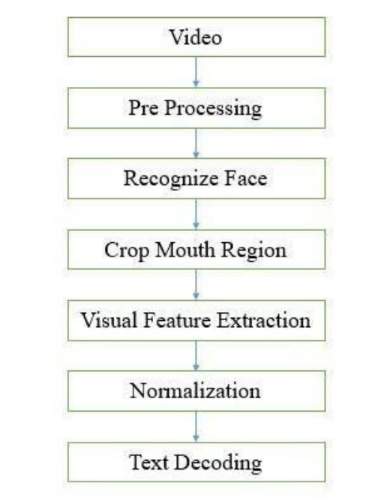 Video
Pre Processing
Recognize Face
Crop Mouth Region
Visual Feature Extraction
Normalization
Text Decoding